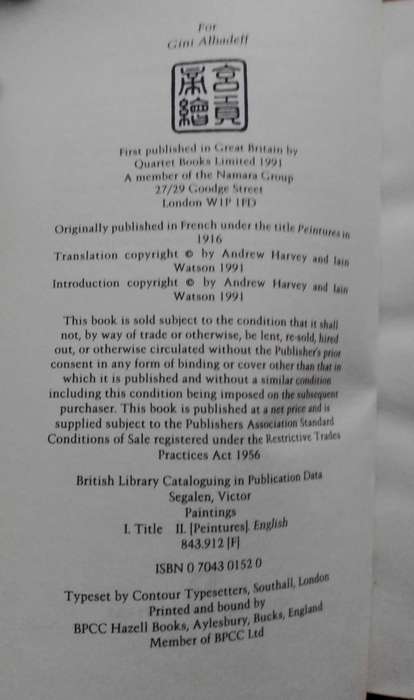 For
Gini Alhadeff
First published in Great Britain by
Quartet Books Limited 1991
A member of the Namara Group
27/29 Goodge Street
London W1P 1FD
Originally published in French under the title Peintures in
1916
Translation copyright © by Andrew Harvey and Iain
Watson 1991
Introduction copyright © by Andrew Harvey and Iain
Watson 1991
This book is sold subject to the condition that it shall
not, by way of trade or otherwise, be lent, re-sold, hired
out, or otherwise circulated without the Publisher's prior
consent in any form of binding or cover other than that in
which it is published and without a similar condition
including this condition being imposed on the subsequent
purchaser. This book is published at a net price and is
supplied subject to the Publishers Association Standard
Conditions of Sale registered under the Restrictive Trades
Practices Act 1956
British Library Cataloguing in Publication Data
Segalen, Victor
Paintings
I. Title II. [Peintures]. English
843.912 [F]
ISBN 0 7043 0152 0
Typeset by Contour Typesetters, Southall, London
Printed and bound by
BPCC Hazell Books, Aylesbury, Bucks, England
Member of BPCC Ltd